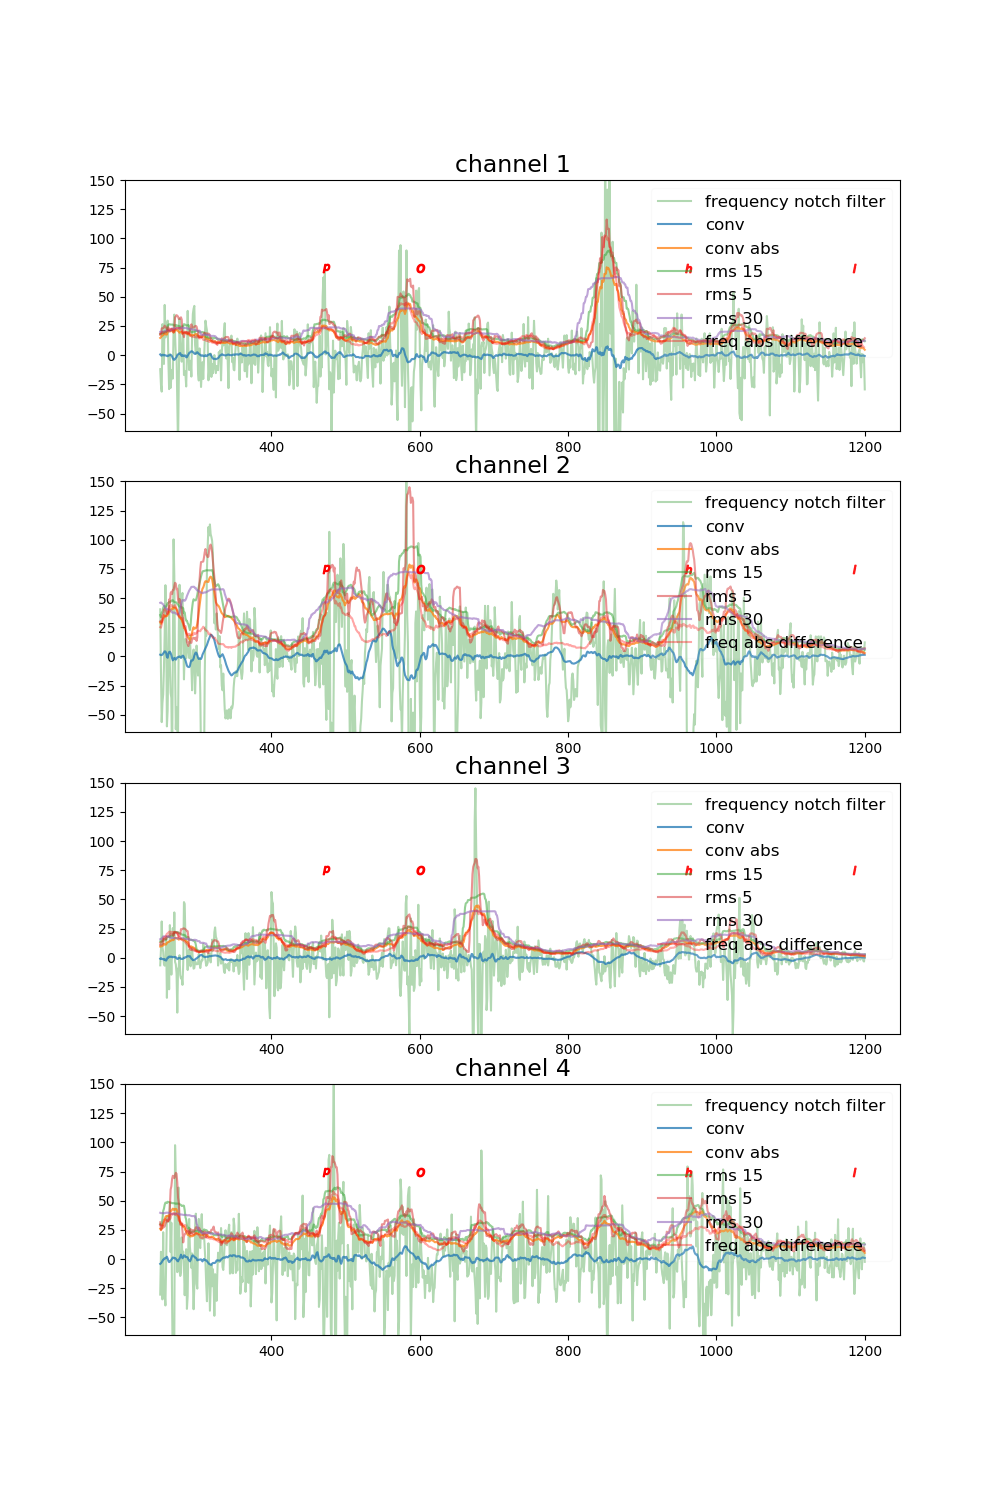 channel 1
150
125
100
75
50
25
0
−25
−50
p o h l
frequency notch filter
conv
conv abs
rms 15
rms 5
rms 30
freq abs difference
400 600 800 1000 1200
channel 2
150
125
100
75
50
25
0
−25
−50
p o h l
frequency notch filter
conv
conv abs
rms 15
rms 5
rms 30
freq abs difference
400 600 800 1000 1200
channel 3
150
125
100
75
50
25
0
−25
−50
p o h l
frequency notch filter
conv
conv abs
rms 15
rms 5
rms 30
freq abs difference
400 600 800 1000 1200
channel 4
150
125
100
75
50
25
0
−25
−50
p o h l
frequency notch filter
conv
conv abs
rms 15
rms 5
rms 30
freq abs difference
400 600 800 1000 1200